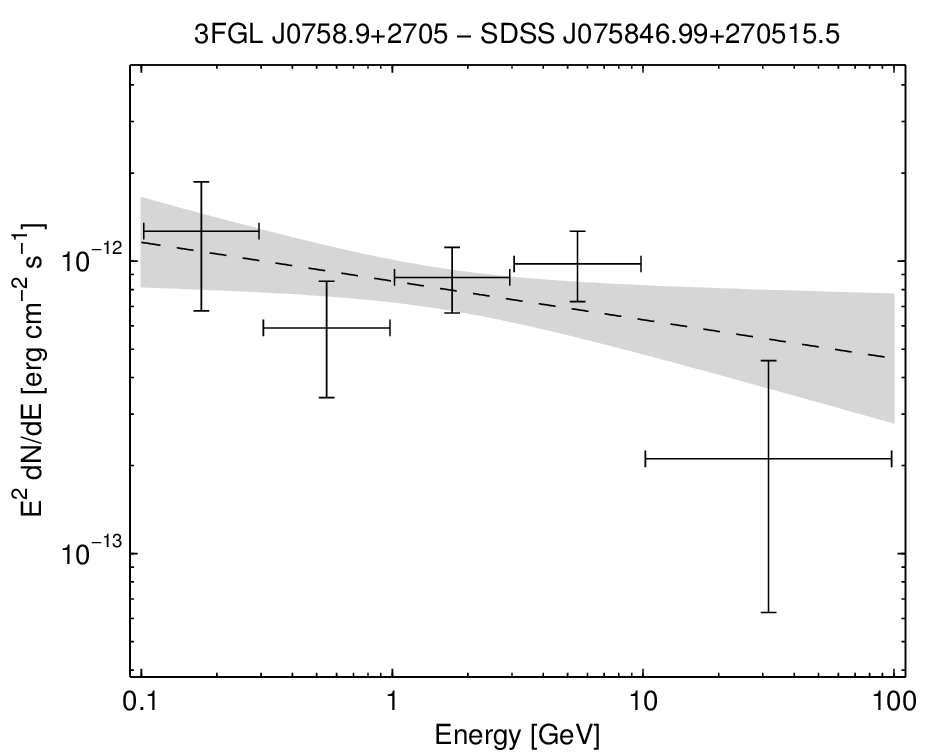 3FGL J0758.9+2705 − SDSS J075846.99+270515.5
E² dN/dE [erg cm⁻² s⁻¹]
10⁻¹²
10⁻¹³
0.1 1 10 100
Energy [GeV]